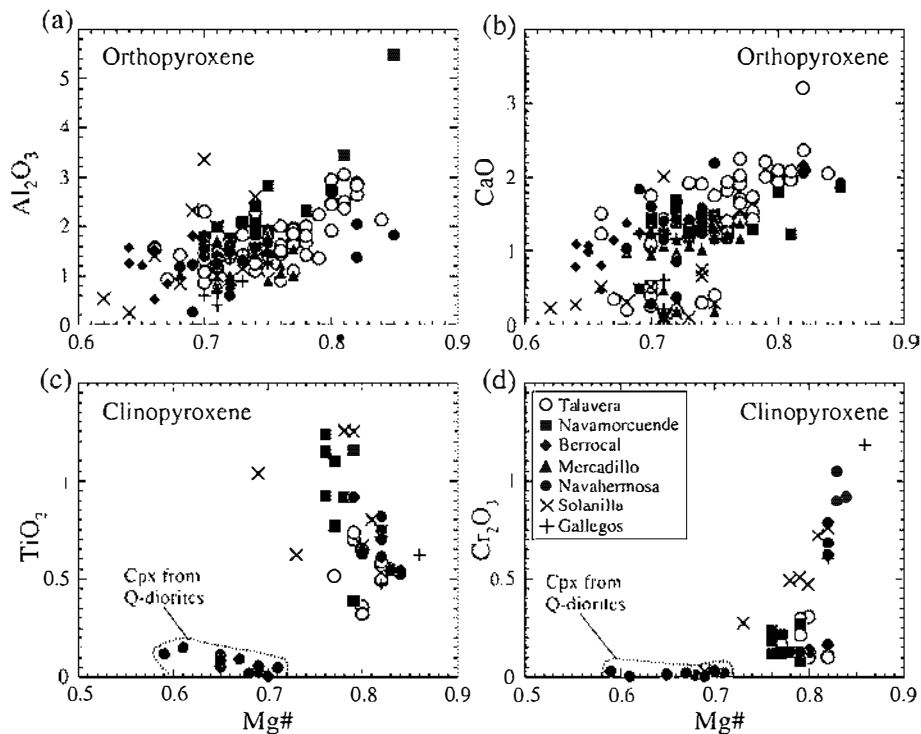 (a)
Orthopyroxene
Al2O3
5
4
3
2
1
0
0.6
0.7
0.8
0.9
(b)
Orthopyroxene
CaO
3
2
1
0
0.6
0.7
0.8
0.9
(c)
Clinopyroxene
TiO2
1
0.5
0
Cpx from
Q-diorites
0.5
0.6
0.7
0.8
0.9
Mg#
(d)
Clinopyroxene
Cr2O3
1
0.5
0
Talavera
Navamorcuende
Berrocal
Mercadillo
Navahermosa
Solanilla
Gallegos
Cpx from
Q-diorites
0.5
0.6
0.7
0.8
0.9
Mg#